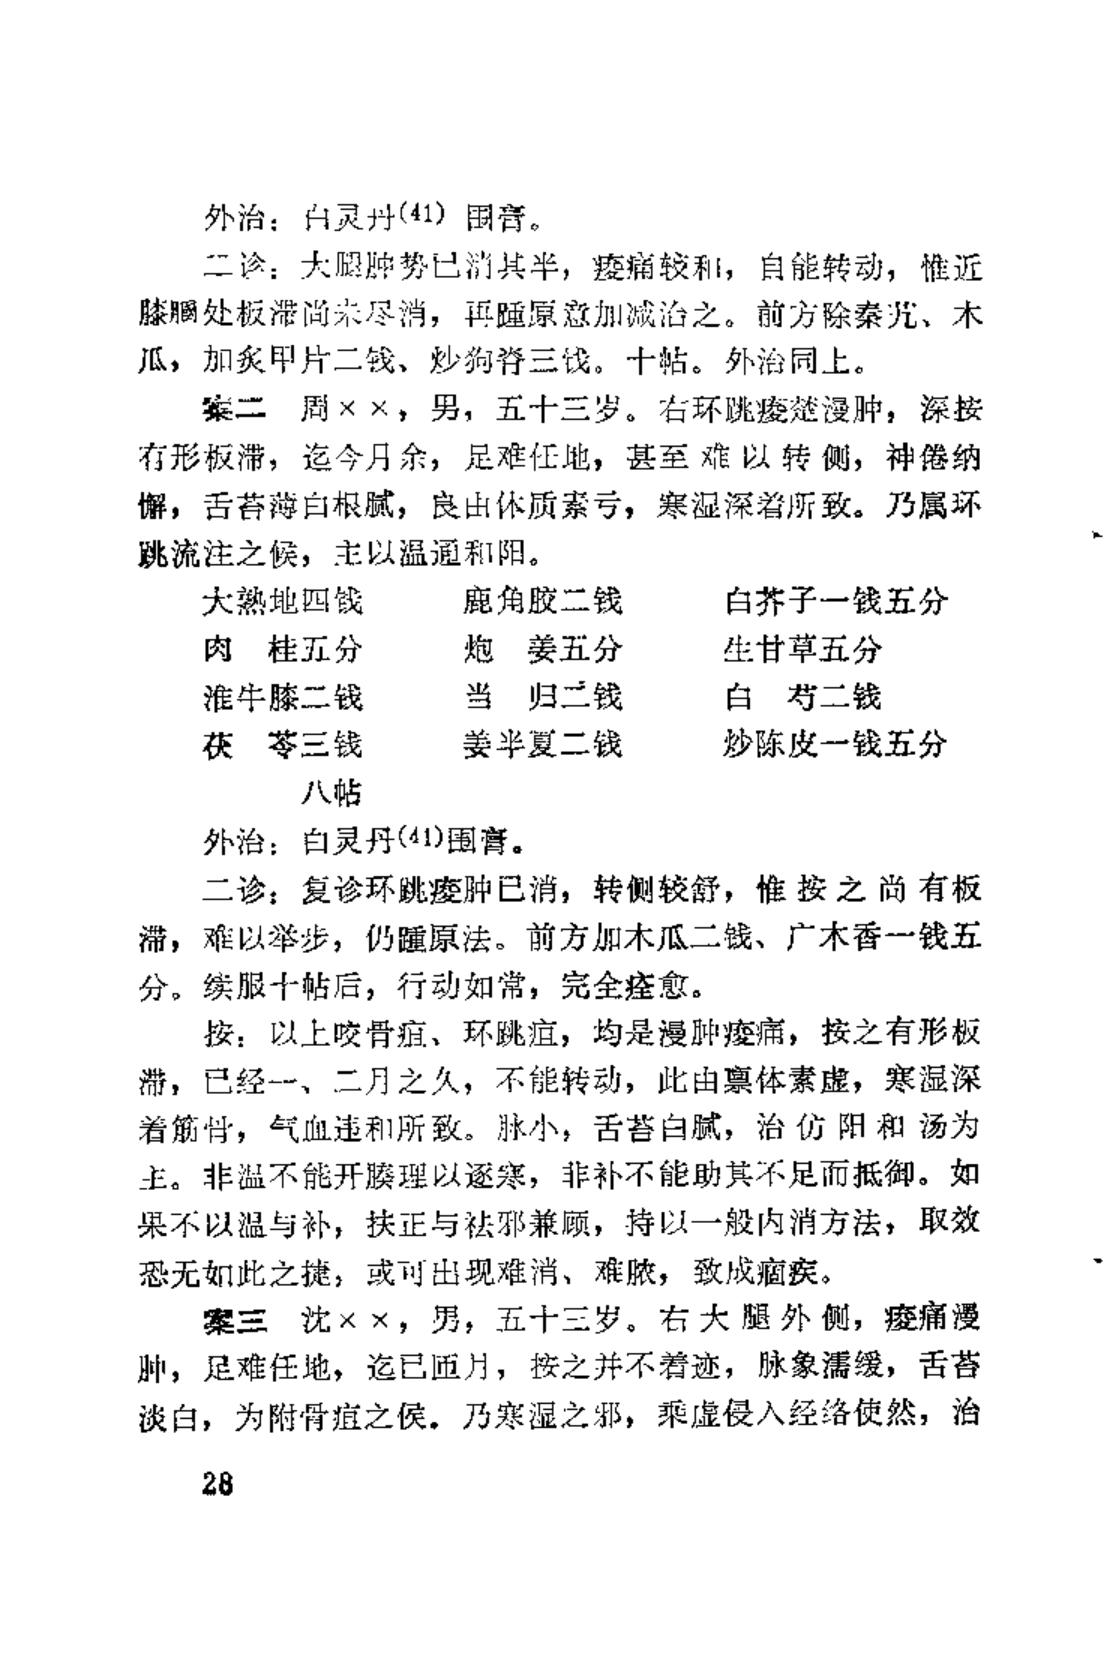 外治：白灵丹(41) 围膏。
二诊：大腿肿势已消其半，痠痛较和，自能转动，惟近
膝膕处板滞尚未尽消，再踵原意加减治之。前方除秦艽、木
瓜，加炙甲片二钱、炒狗脊三钱。十帖。外治同上。
案二　周××，男，五十三岁。右环跳痠楚漫肿，深按
有形板滞，迄今月余，足难任地，甚至难以转侧，神倦纳
懈，舌苔薄白根腻，良由体质素亏，寒湿深着所致。乃属环
跳流注之候，主以温通和阳。
大熟地四钱　鹿角胶二钱　白芥子一钱五分
肉　桂五分　炮　姜五分　生甘草五分
淮牛膝二钱　当　归二钱　白　芍二钱
茯　苓三钱　姜半夏二钱　炒陈皮一钱五分
八帖
外治：白灵丹(41)围膏。
二诊：复诊环跳痠肿已消，转侧较舒，惟按之尚有板
滞，难以举步，仍踵原法。前方加木瓜二钱、广木香一钱五
分。续服十帖后，行动如常，完全痊愈。
按：以上咬骨疽、环跳疽，均是漫肿痠痛，按之有形板
滞，已经一、二月之久，不能转动，此由禀体素虚，寒湿深
着筋骨，气血违和所致。脉小，舌苔白腻，治仿阳和汤为
主。非温不能开腠理以逐寒，非补不能助其不足而抵御。如
果不以温与补，扶正与祛邪兼顾，持以一般内消方法，取效
恐无如此之捷，或可出现难消、难脓，致成痼疾。
案三　沈××，男，五十三岁。右大腿外侧，痠痛漫
肿，足难任地，迄已匝月，按之并不着迹，脉象濡缓，舌苔
淡白，为附骨疽之候．乃寒湿之邪，乘虚侵入经络使然，治
28